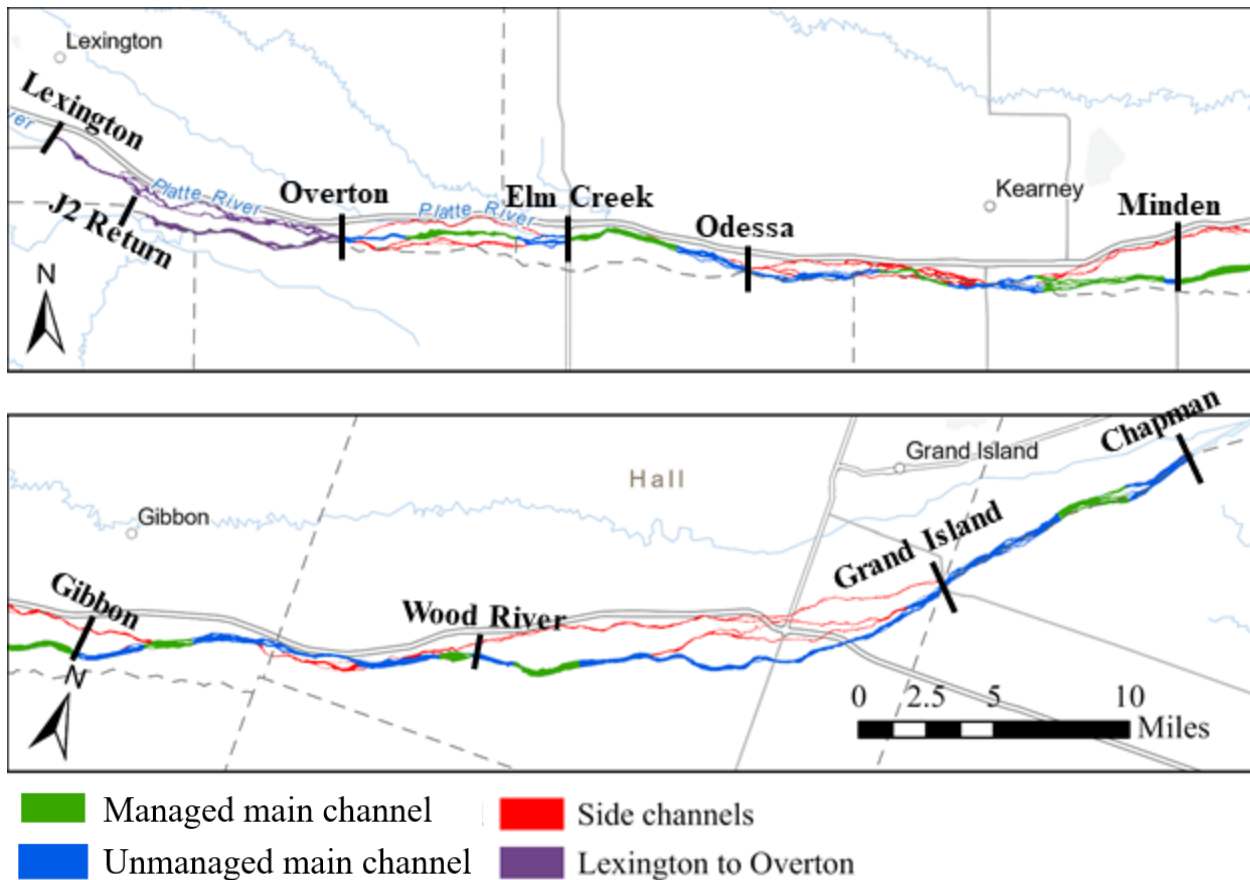 Lexington
Lexington
ver
J2 Return
Platte River
Overton
Platte River
Elm Creek
Odessa
Kearney
Minden
N
Chapman
Grand Island
Hall
Gibbon
Grand Island
Gibbon
Wood River
N
0 2.5 5 10
Miles
Managed main channel
Side channels
Unmanaged main channel
Lexington to Overton